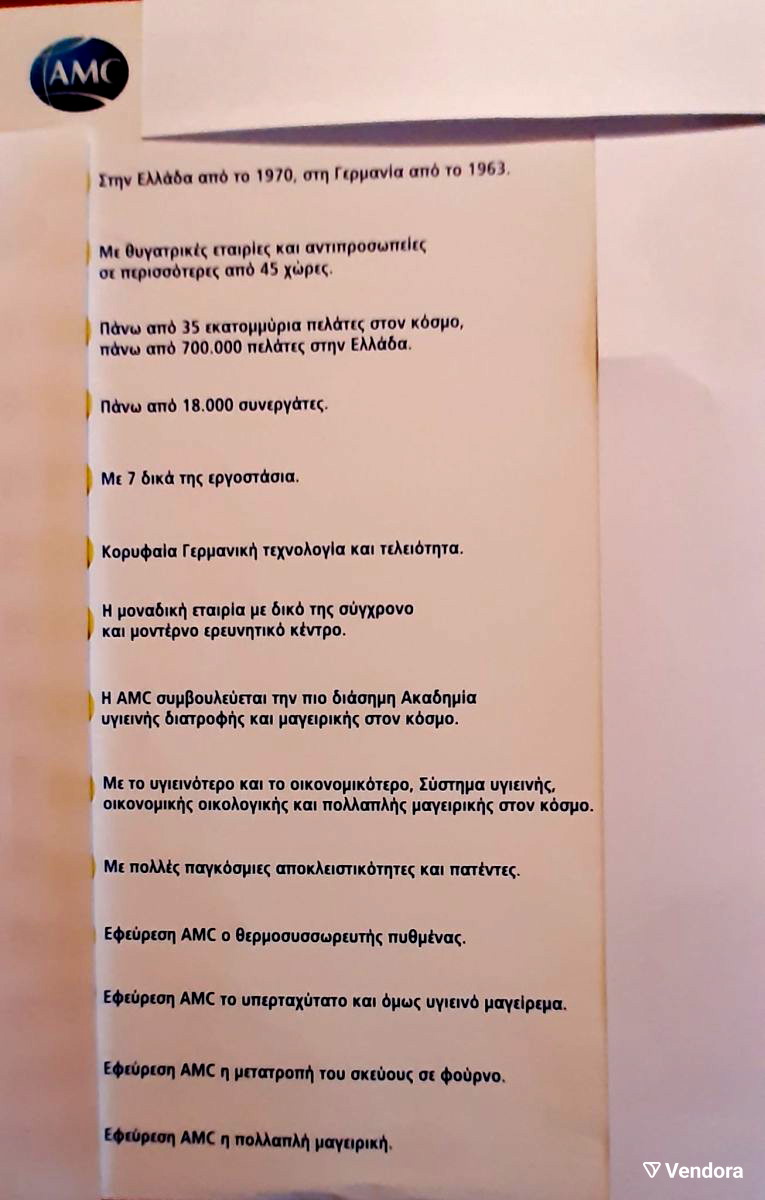 AMC
Στην Ελλάδα από το 1970, στη Γερμανία από το 1963.
Με θυγατρικές εταιρίες και αντιπροσωπείες
σε περισσότερες από 45 χώρες.
Πάνω από 35 εκατομμύρια πελάτες στον κόσμο,
πάνω από 700.000 πελάτες στην Ελλάδα.
Πάνω από 18.000 συνεργάτες.
Με 7 δικά της εργοστάσια.
Κορυφαία Γερμανική τεχνολογία και τελειότητα.
Η μοναδική εταιρία με δικό της σύγχρονο
και μοντέρνο ερευνητικό κέντρο.
Η AMC συμβουλεύεται την πιο διάσημη Ακαδημία
υγιεινής διατροφής και μαγειρικής στον κόσμο.
Με το υγιεινότερο και το οικονομικότερο, Σύστημα υγιεινής,
οικονομικής οικολογικής και πολλαπλής μαγειρικής στον κόσμο.
Με πολλές παγκόσμιες αποκλειστικότητες και πατέντες.
Εφεύρεση AMC ο θερμοσυσσωρευτής πυθμένας.
Εφεύρεση AMC το υπερταχύτατο και όμως υγιεινό μαγείρεμα.
Εφεύρεση AMC η μετατροπή του σκεύους σε φούρνο.
Εφεύρεση AMC η πολλαπλή μαγειρική.
Vendora